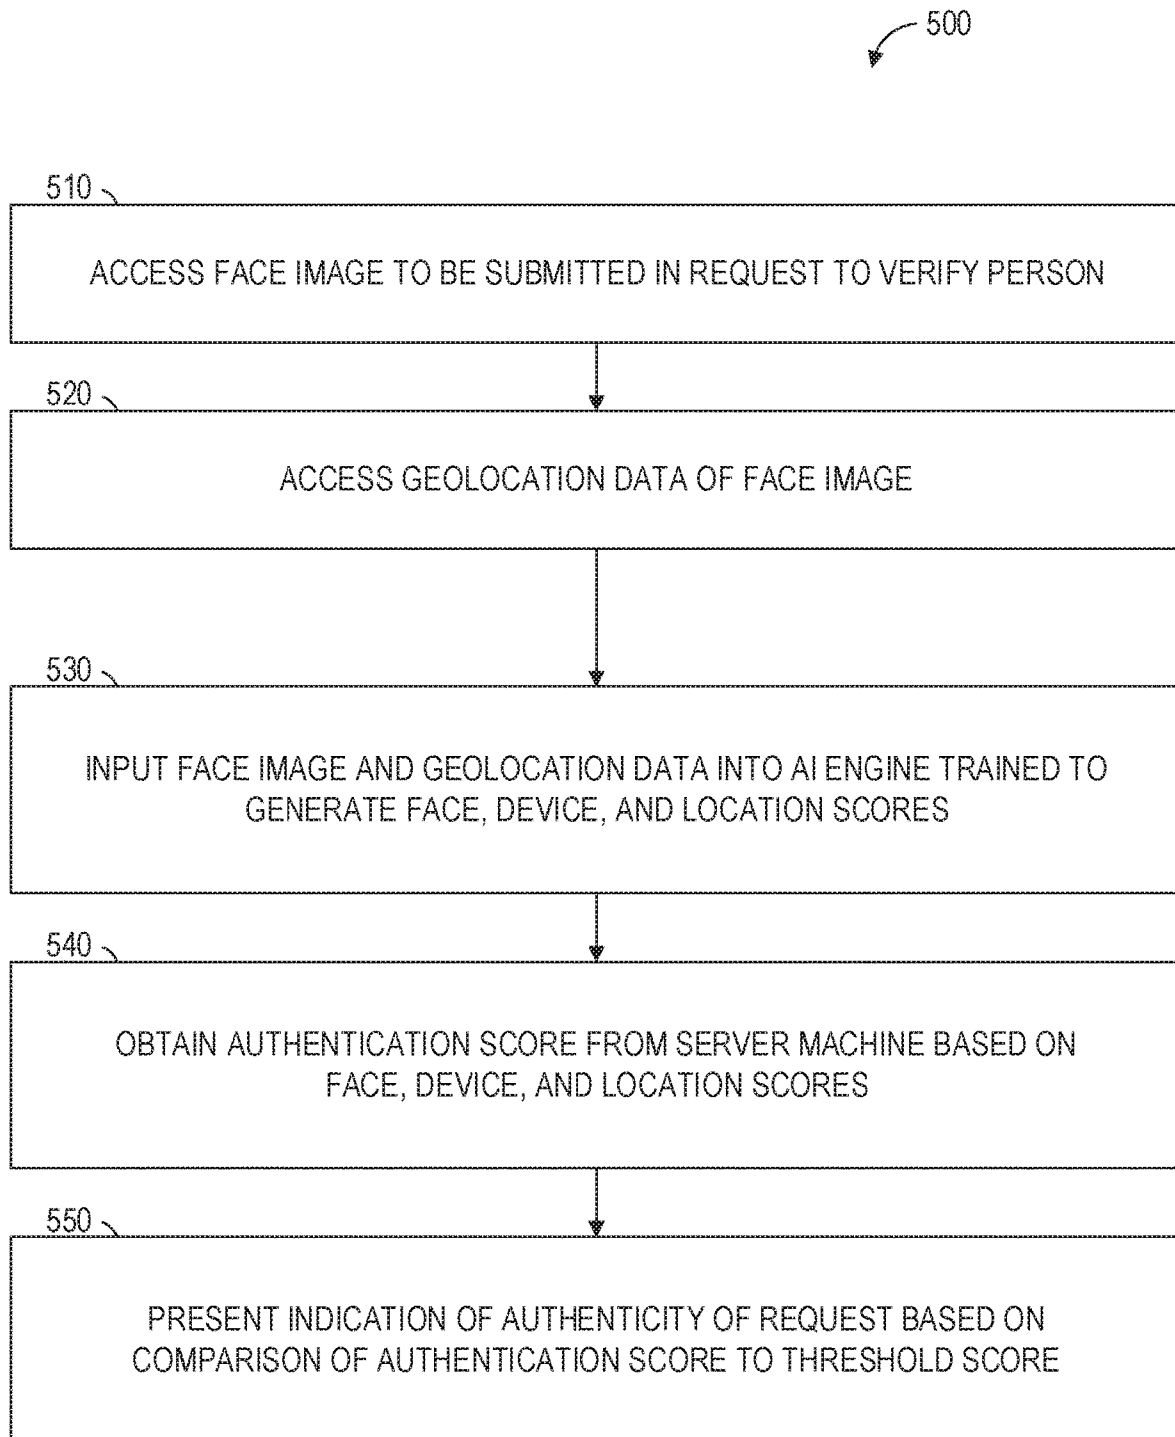 500
510
ACCESS FACE IMAGE TO BE SUBMITTED IN REQUEST TO VERIFY PERSON
520
ACCESS GEOLOCATION DATA OF FACE IMAGE
530
INPUT FACE IMAGE AND GEOLOCATION DATA INTO AI ENGINE TRAINED TO
GENERATE FACE, DEVICE, AND LOCATION SCORES
540
OBTAIN AUTHENTICATION SCORE FROM SERVER MACHINE BASED ON
FACE, DEVICE, AND LOCATION SCORES
550
PRESENT INDICATION OF AUTHENTICITY OF REQUEST BASED ON
COMPARISON OF AUTHENTICATION SCORE TO THRESHOLD SCORE